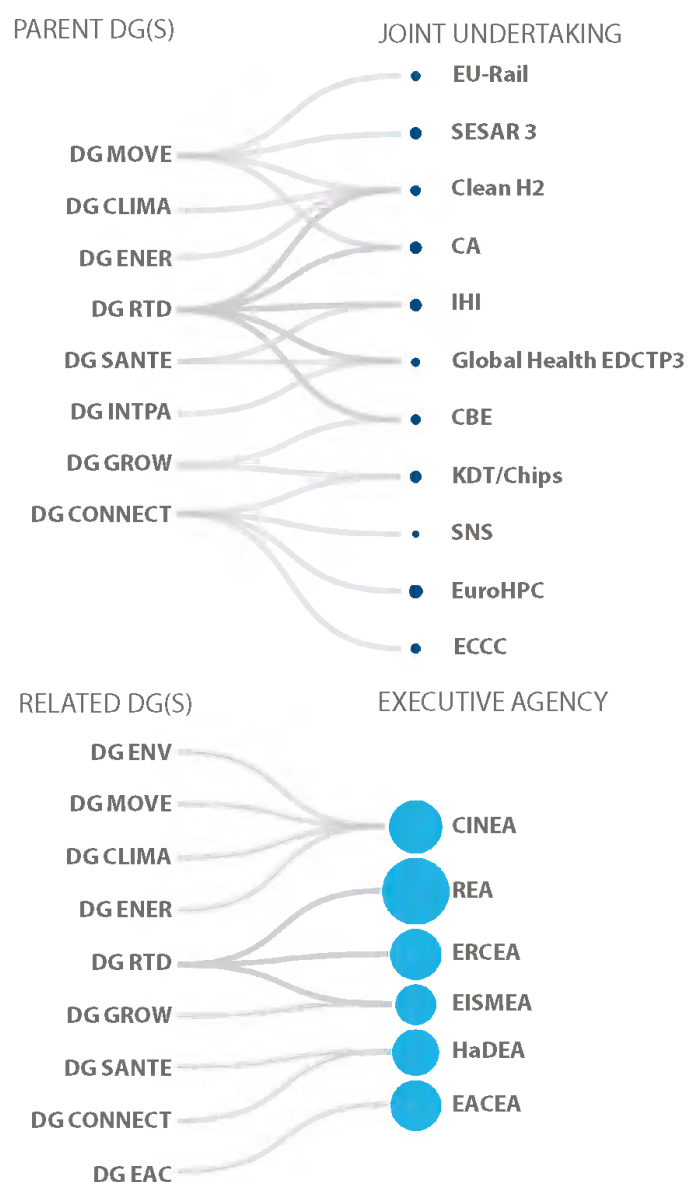 PARENT DG(S)
JOINT UNDERTAKING
DG MOVE
DG CLIMA
DG ENER
DG RTD
DG SANTE
DG INTPA
DG GROW
DG CONNECT
EU-Rail
SESAR 3
Clean H2
CA
IHI
Global Health EDCTP3
CBE
KDT/Chips
SNS
EuroHPC
ECCC
RELATED DG(S)
EXECUTIVE AGENCY
DG ENV
DG MOVE
DG CLIMA
DG ENER
DG RTD
DG GROW
DG SANTE
DG CONNECT
DG EAC
CINEA
REA
ERCEA
EISMEA
HaDEA
EACEA